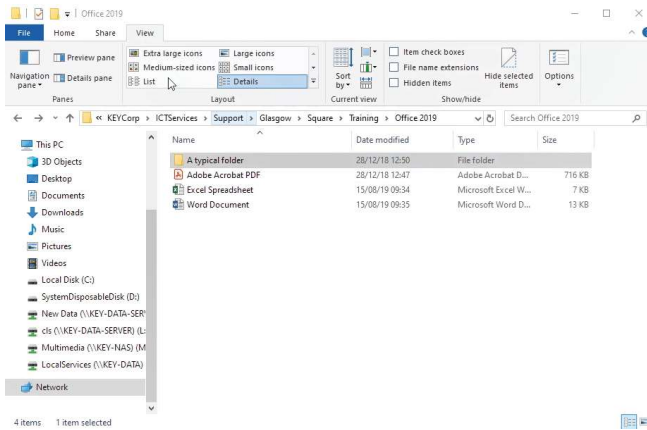 Office 2019
File Home Share View
Preview pane
Navigation pane
Details pane
Panes
Extra large icons Large icons
Medium-sized icons Small icons
List Details
Layout
Sort by
Current view
Item check boxes
File name extensions
Hidden items
Hide selected items
Show/hide
Options
« KEYCorp › ICTServices › Support › Glasgow › Square › Training › Office 2019
Search Office 2019
Name Date modified Type Size
A typical folder 28/12/18 12:50 File folder
Adobe Acrobat PDF 28/12/18 12:47 Adobe Acrobat D... 716 KB
Excel Spreadsheet 15/08/19 09:34 Microsoft Excel W... 7 KB
Word Document 15/08/19 09:35 Microsoft Word D... 13 KB
This PC
3D Objects
Desktop
Documents
Downloads
Music
Pictures
Videos
Local Disk (C:)
SystemDisposableDisk (D:)
New Data (\\KEY-DATA-SER
cls (\\KEY-DATA-SERVER) (L:
Multimedia (\\KEY-NAS) (M
LocalServices (\\KEY-DATA)
Network
4 items 1 item selected